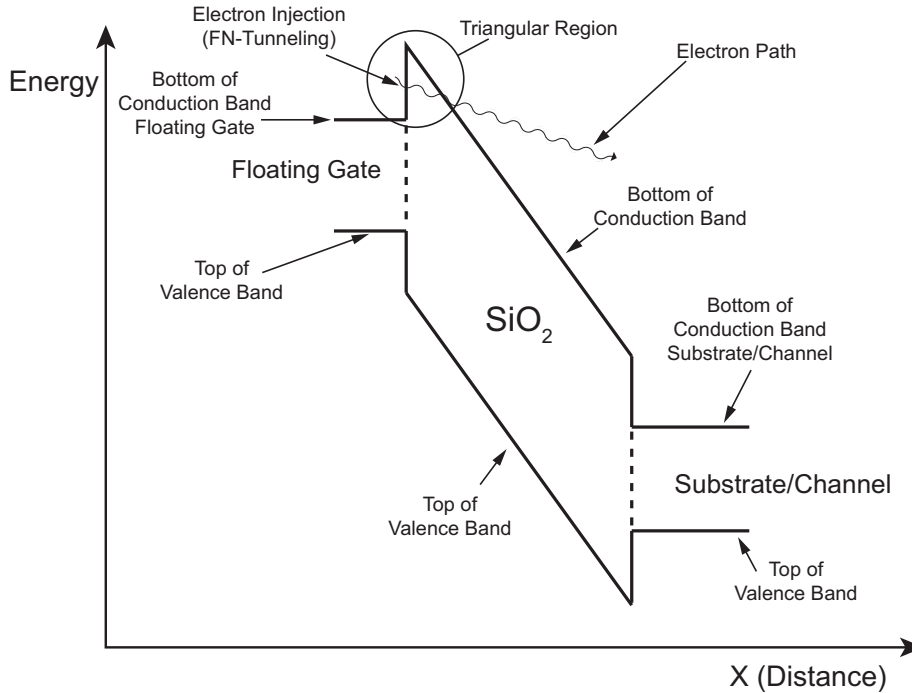 Electron Injection
(FN-Tunneling)
Triangular Region
Electron Path
Energy
Bottom of
Conduction Band
Floating Gate
Floating Gate
Bottom of
Conduction Band
Top of
Valence Band
SiO₂
Bottom of
Conduction Band
Substrate/Channel
Substrate/Channel
Top of
Valence Band
Top of
Valence Band
X (Distance)